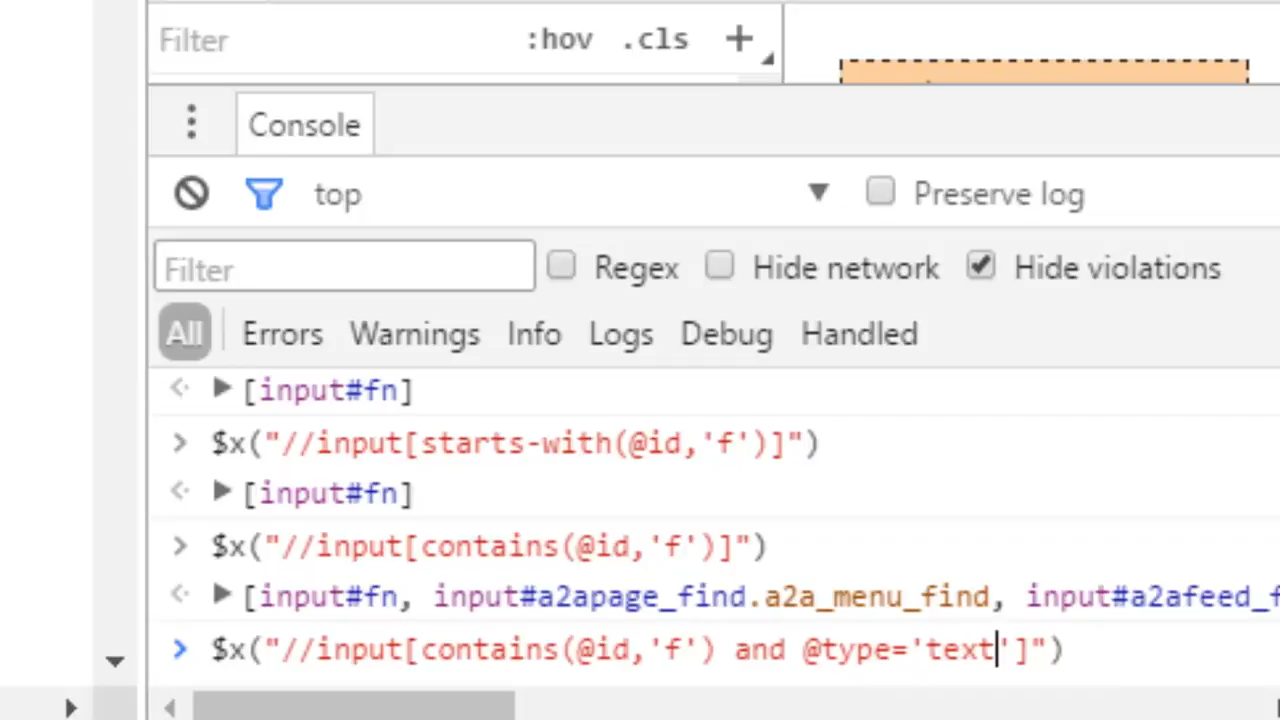 Filter :hov .cls +
Console
top ▼ Preserve log
Filter Regex Hide network Hide violations
All Errors Warnings Info Logs Debug Handled
[input#fn]
> $x("//input[starts-with(@id,'f')]")
[input#fn]
> $x("//input[contains(@id,'f')]")
[input#fn, input#a2apage_find.a2a_menu_find, input#a2afeed_f
> $x("//input[contains(@id,'f') and @type='text']")